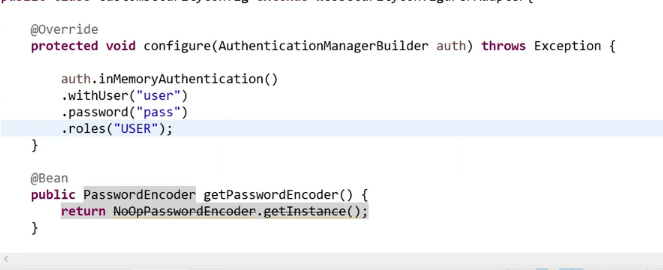 @Override
protected void configure(AuthenticationManagerBuilder auth) throws Exception {
auth.inMemoryAuthentication()
.withUser("user")
.password("pass")
.roles("USER");
}
@Bean
public PasswordEncoder getPasswordEncoder() {
return NoOpPasswordEncoder.getInstance();
}